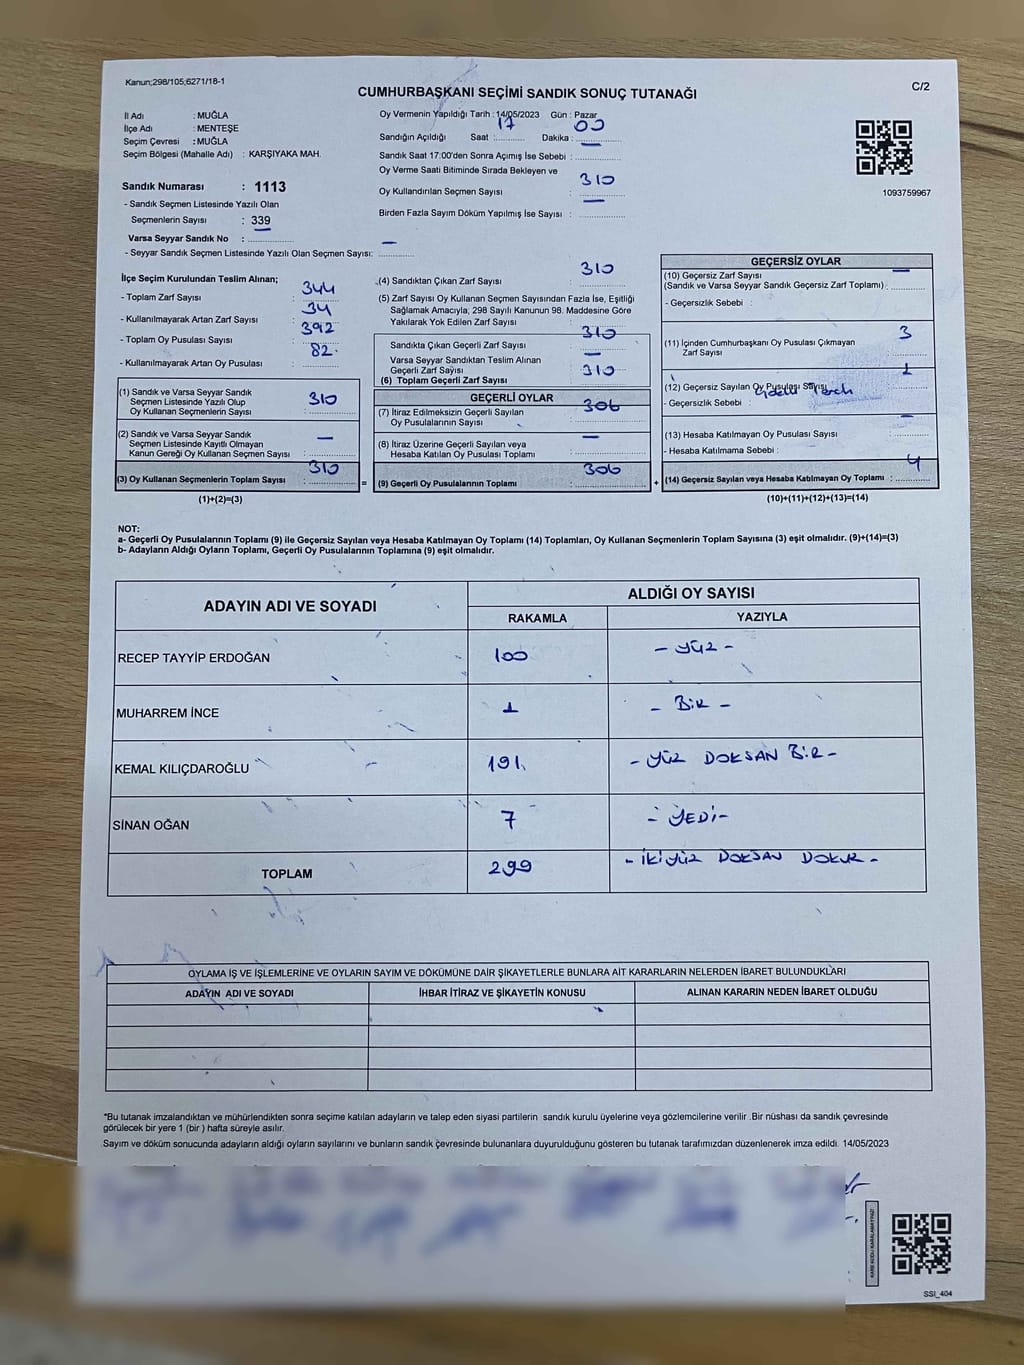 Kanun;298/105;6271/18-1
CUMHURBAŞKANI SEÇİMİ SANDIK SONUÇ TUTANAĞI
C/2
İl Adı : MUĞLA
İlçe Adı : MENTEŞE
Seçim Çevresi : MUĞLA
Seçim Bölgesi (Mahalle Adı) : KARŞIYAKA MAH.
Sandık Numarası : 1113
- Sandık Seçmen Listesinde Yazılı Olan
Seçmenlerin Sayısı : 339
Varsa Seyyar Sandık No :
- Seyyar Sandık Seçmen Listesinde Yazılı Olan Seçmen Sayısı: —
Oy Vermenin Yapıldığı Tarih : 14/05/2023 Gün : Pazar
Sandığın Açıldığı Saat : 17 Dakika : 00
Sandık Saat 17:00'den Sonra Açımış İse Sebebi : —
Oy Verme Saati Bitiminde Sırada Bekleyen ve
Oy Kullandırılan Seçmen Sayısı : 310
Birden Fazla Sayım Döküm Yapılmış İse Sayısı : —
1093759967
İlçe Seçim Kurulundan Teslim Alınan;
- Toplam Zarf Sayısı : 344
- Kullanılmayarak Artan Zarf Sayısı : 34
- Toplam Oy Pusulası Sayısı : 392
- Kullanılmayarak Artan Oy Pusulası : 82
(1) Sandık ve Varsa Seyyar Sandık
Seçmen Listesinde Yazılı Olup
Oy Kullanan Seçmenlerin Sayısı : 310
(2) Sandık ve Varsa Seyyar Sandık
Seçmen Listesinde Kayıtlı Olmayan
Kanun Gereği Oy Kullanan Seçmen Sayısı : —
(3) Oy Kullanan Seçmenlerin Toplam Sayısı : 310
(1)+(2)=(3)
(4) Sandıktan Çıkan Zarf Sayısı : 310
(5) Zarf Sayısı Oy Kullanan Seçmen Sayısından Fazla İse, Eşitliği
Sağlamak Amacıyla; 298 Sayılı Kanunun 98. Maddesine Göre
Yakılarak Yok Edilen Zarf Sayısı :
Sandıkta Çıkan Geçerli Zarf Sayısı : 310
Varsa Seyyar Sandıktan Teslim Alınan
Geçerli Zarf Sayısı : —
(6) Toplam Geçerli Zarf Sayısı : 310
GEÇERLİ OYLAR
(7) İtiraz Edilmeksizin Geçerli Sayılan
Oy Pusulalarının Sayısı : 306
(8) İtiraz Üzerine Geçerli Sayılan veya
Hesaba Katılan Oy Pusulası Toplamı : —
= (9) Geçerli Oy Pusulalarının Toplamı : 306
GEÇERSİZ OYLAR
(10) Geçersiz Zarf Sayısı
(Sandık ve Varsa Seyyar Sandık Geçersiz Zarf Toplamı) : —
- Geçersizlik Sebebi :
(11) İçinden Cumhurbaşkanı Oy Pusulası Çıkmayan
Zarf Sayısı : 3
(12) Geçersiz Sayılan Oy Pusulası Sayısı : 1
- Geçersizlik Sebebi :
(13) Hesaba Katılmayan Oy Pusulası Sayısı : —
- Hesaba Katılmama Sebebi :
+ (14) Geçersiz Sayılan veya Hesaba Katılmayan Oy Toplamı : 4
(10)+(11)+(12)+(13)=(14)
NOT:
a- Geçerli Oy Pusulalarının Toplamı (9) ile Geçersiz Sayılan veya Hesaba Katılmayan Oy Toplamı (14) Toplamları, Oy Kullanan Seçmenlerin Toplam Sayısına (3) eşit olmalıdır. (9)+(14)=(3)
b- Adayların Aldığı Oyların Toplamı, Geçerli Oy Pusulalarının Toplamına (9) eşit olmalıdır.
ADAYIN ADI VE SOYADI
ALDIĞI OY SAYISI
RAKAMLA YAZIYLA
RECEP TAYYİP ERDOĞAN 100 - YÜZ -
MUHARREM İNCE 1 - BİR -
KEMAL KILIÇDAROĞLU 191 - YÜZ DOKSAN BİR -
SİNAN OĞAN 7 - YEDİ -
TOPLAM 299 - İKİYÜZ DOKSAN DOKUZ -
OYLAMA İŞ VE İŞLEMLERİNE VE OYLARIN SAYIM VE DÖKÜMÜNE DAİR ŞİKAYETLERLE BUNLARA AİT KARARLARIN NELERDEN İBARET BULUNDUKLARI
ADAYIN ADI VE SOYADI İHBAR İTİRAZ VE ŞİKAYETİN KONUSU ALINAN KARARIN NEDEN İBARET OLDUĞU
*Bu tutanak imzalandıktan ve mühürlendikten sonra seçime katılan adayların ve talep eden siyasi partilerin sandık kurulu üyelerine veya gözlemcilerine verilir .Bir nüshası da sandık çevresinde
görülecek bir yere 1 (bir ) hafta süreyle asılır.
Sayım ve döküm sonucunda adayların aldığı oyların sayılarını ve bunların sandık çevresinde bulunanlara duyurulduğunu gösteren bu tutanak tarafımızdan düzenlenerek imza edildi. 14/05/2023
KARE KODU KARALAMAYINIZ!
SSI_404